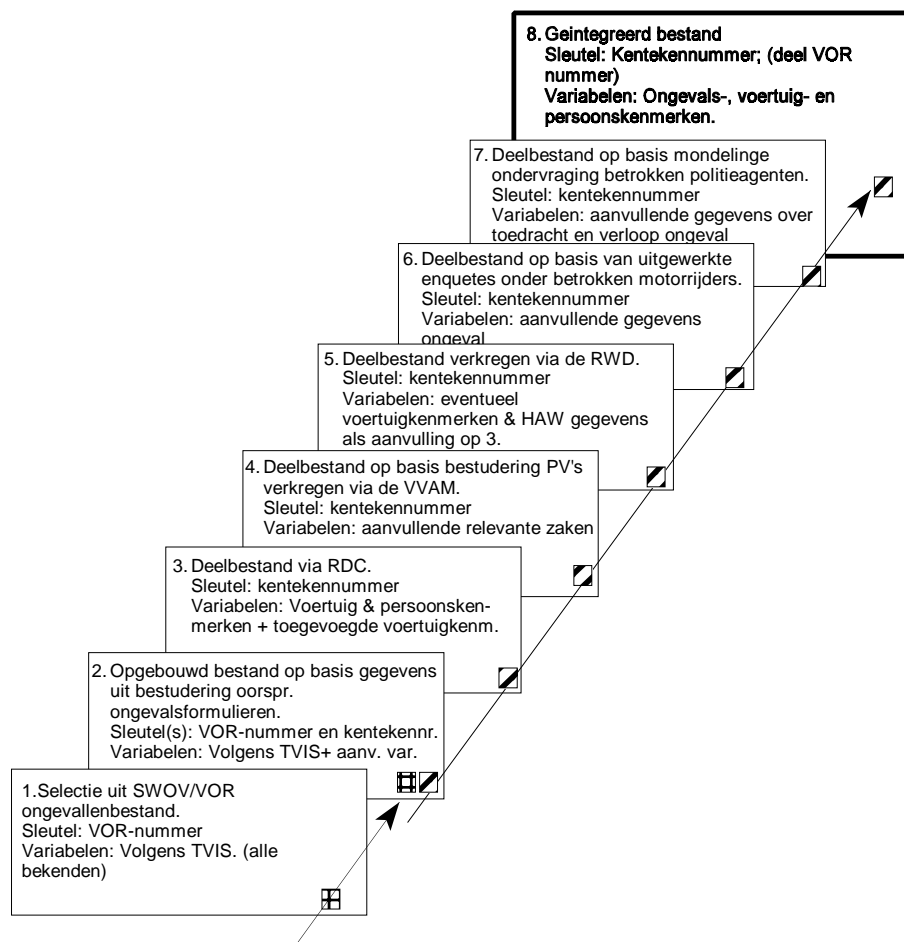 8. Geintegreerd bestand
Sleutel: Kentekennummer; (deel VOR
nummer)
Variabelen: Ongevals-, voertuig- en
persoonskenmerken.
7. Deelbestand op basis mondelinge
ondervraging betrokken politieagenten.
Sleutel: kentekennummer
Variabelen: aanvullende gegevens over
toedracht en verloop ongeval
6. Deelbestand op basis van uitgewerkte
enquetes onder betrokken motorrijders.
Sleutel: kentekennummer
Variabelen: aanvullende gegevens
ongeval
5. Deelbestand verkregen via de RWD.
Sleutel: kentekennummer
Variabelen: eventueel
voertuigkenmerken & HAW gegevens
als aanvulling op 3.
4. Deelbestand op basis bestudering PV's
verkregen via de VVAM.
Sleutel: kentekennummer
Variabelen: aanvullende relevante zaken
3. Deelbestand via RDC.
Sleutel: kentekennummer
Variabelen: Voertuig & persoonsken-
merken + toegevoegde voertuigkenm.
2. Opgebouwd bestand op basis gegevens
uit bestudering oorspr.
ongevalsformulieren.
Sleutel(s): VOR-nummer en kentekennr.
Variabelen: Volgens TVIS+ aanv. var.
1.Selectie uit SWOV/VOR
ongevallenbestand.
Sleutel: VOR-nummer
Variabelen: Volgens TVIS. (alle
bekenden)